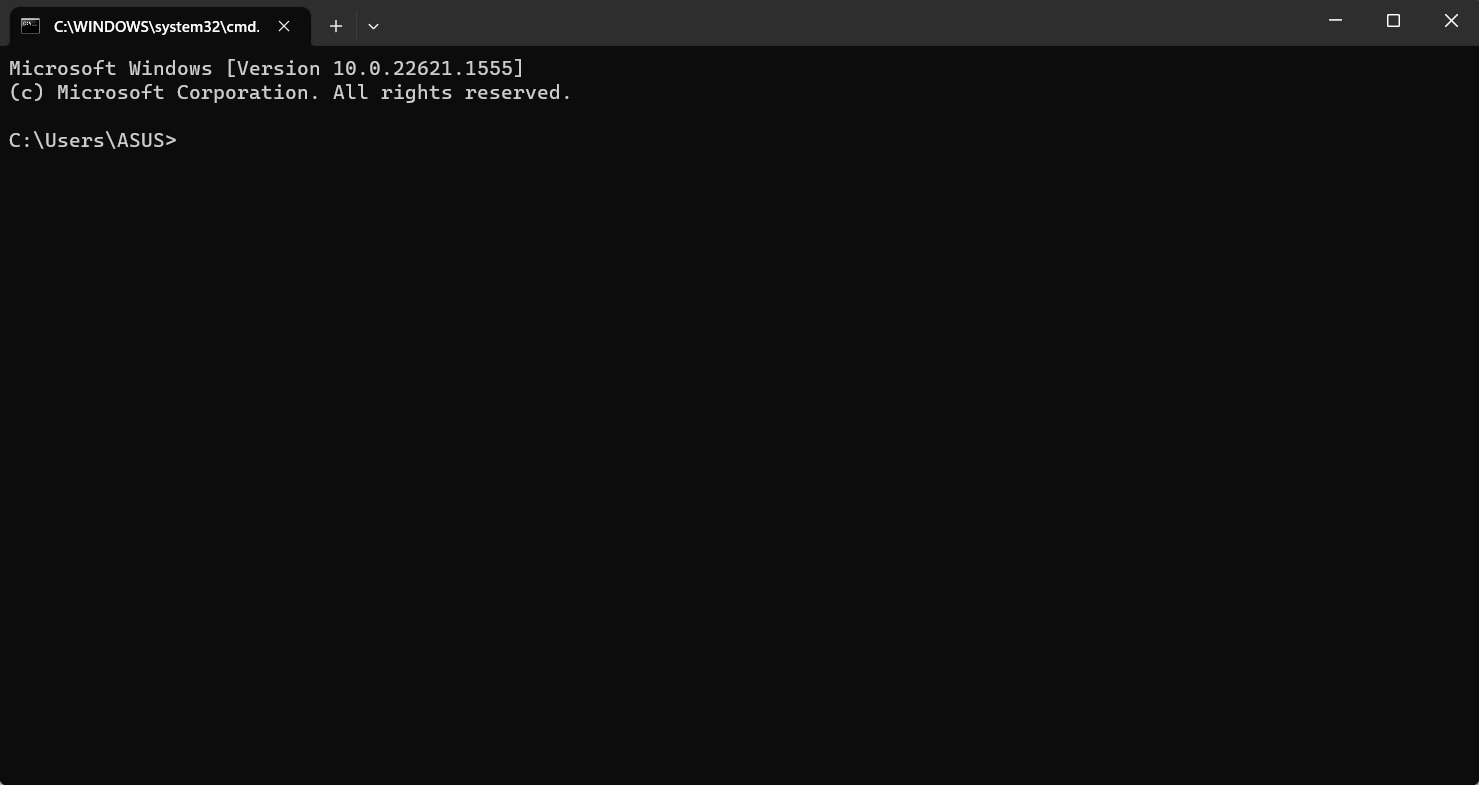 C:\WINDOWS\system32\cmd.
Microsoft Windows [Version 10.0.22621.1555]
(c) Microsoft Corporation. All rights reserved.
C:\Users\ASUS>